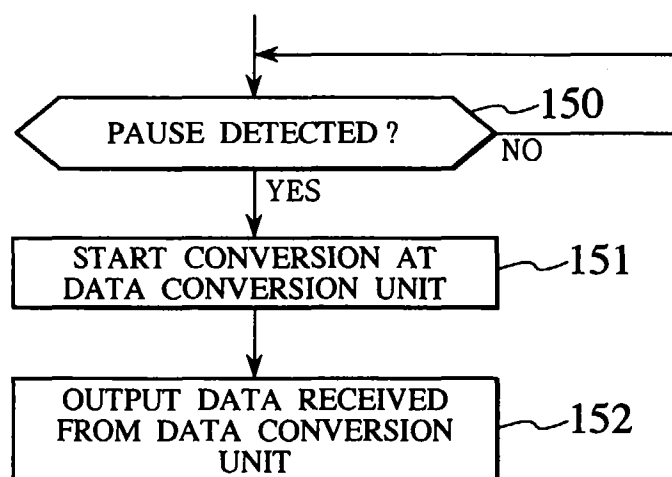 150
PAUSE DETECTED ?
NO
YES
START CONVERSION AT
DATA CONVERSION UNIT
151
OUTPUT DATA RECEIVED
FROM DATA CONVERSION
UNIT
152